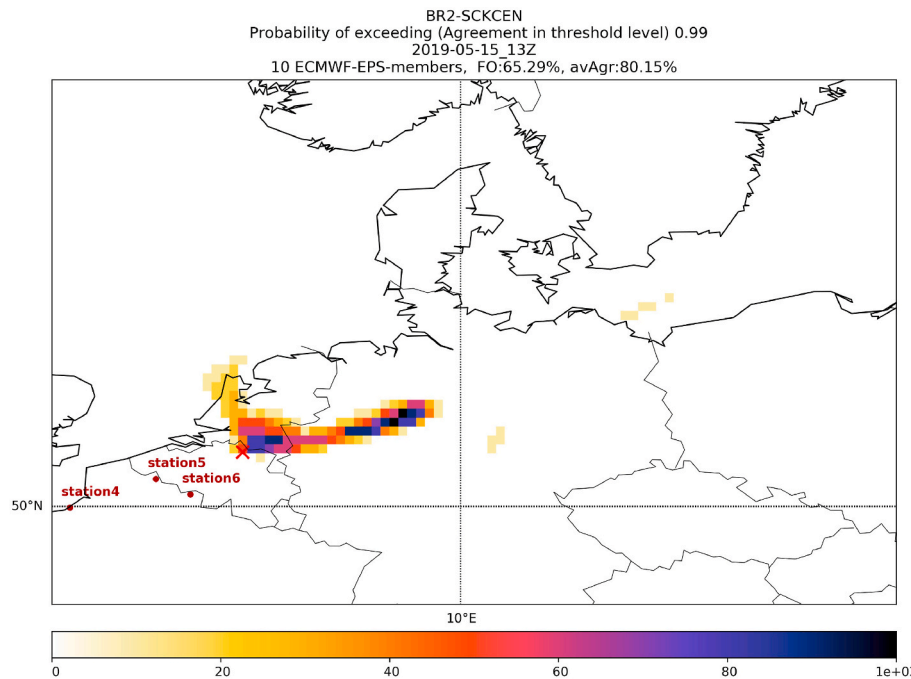 BR2-SCKCEN
Probability of exceeding (Agreement in threshold level) 0.99
2019-05-15_13Z
10 ECMWF-EPS-members,  FO:65.29%, avAgr:80.15%
station5
station6
station4
50°N
10°E
0 20 40 60 80 1e+0